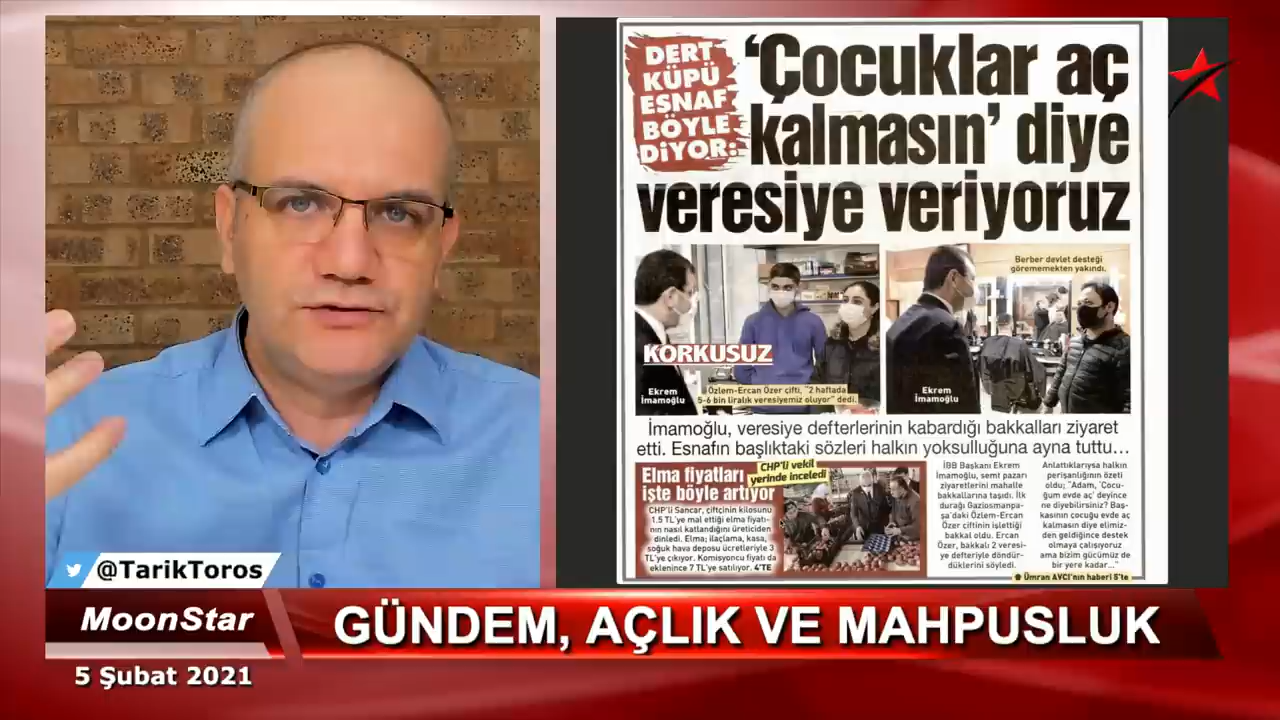 DERT
KÜPÜ
ESNAF
BÖYLE
DİYOR:
'Çocuklar aç
kalmasın' diye
veresiye veriyoruz
Berber davlet desteği
görememekten yakındı.
KORKUSUZ
Ekrem
İmamoğlu
Özlem-Ercan Özer çifti, "2 haftada
5-6 bin liralık veresiyemiz oluyor" dedi.
Ekrem
İmamoğlu
İmamoğlu, veresiye defterlerinin kabardığı bakkalları ziyaret
etti. Esnafın başlıktaki sözleri halkın yoksulluğuna ayna tuttu...
Elma fiyatları
işte böyle artıyor
CHP'li vekil
yerinde inceledi
CHP'li Sancar, çiftçinin kilosunu
1.5 TL'ye mal ettiği elma fiyatı-
nın nasıl katlandığını üreticiden
dinledi. Elma; ilaçlama, kasa,
soğuk hava deposu ücretleriyle 3
TL'ye çıkıyor. Komisyoncu fiyatı da
eklenince 7 TL'ye satılıyor. 4'TE
İBB Başkanı Ekrem
İmamoğlu, semt pazarı
ziyaretlerini mahalle
bakkallarına taşıdı. İlk
durağı Gaziosmanpa-
şa'daki Özlem-Ercan
Özer çiftinin işlettiği
bakkal oldu. Ercan
Özer, bakkalı 2 veresi-
ye defteriyle döndür-
düklerini söyledi.
Anlattıklarıysa halkın
perişanlığının özeti
oldu; "Adam, 'Çocu-
ğum evde aç' deyince
ne diyebilirsiniz? Baş-
kasının çocuğu evde aç
kalmasın diye elimiz-
den geldiğince destek
olmaya çalışıyoruz
ama bizim gücümüz de
bir yere kadar..."
Ümran AVCI'nın haberi 5'te
@TarikToros
MoonStar
GÜNDEM, AÇLIK VE MAHPUSLUK
5 Şubat 2021